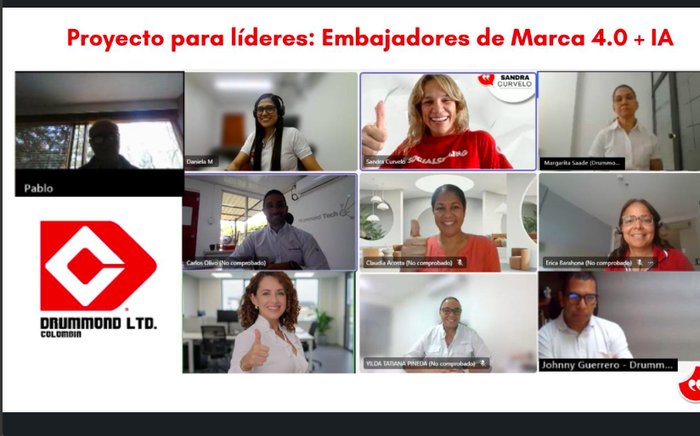 Proyecto para líderes: Embajadores de Marca 4.0 + IA
Pablo
Daniela M
SANDRA
CURVELO
Sandra Curvelo
Margarita Saade (Drummo...
DRUMMOND LTD.
COLOMBIA
Carlos Olivo (No comprobado)
Claudia Acosta (No comprobado)
Erica Barahona (No comprobado)
YILDA TATIANA PINEDA (No comprobado)
Johnny Guerrero - Drumm...